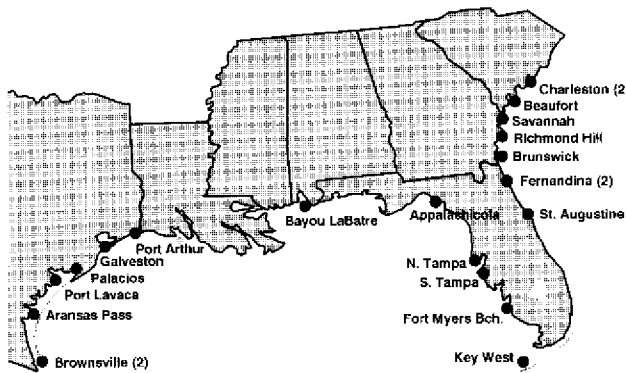 Charleston (2
Beaufort
Savannah
Richmond Hill
Brunswick
Fernandina (2)
St. Augustine
Bayou LaBatre
Appalachicola
Port Arthur
Galveston
Palacios
Port Lavaca
Aransas Pass
Brownsville (2)
N. Tampa
S. Tampa
Fort Myers Bch.
Key West